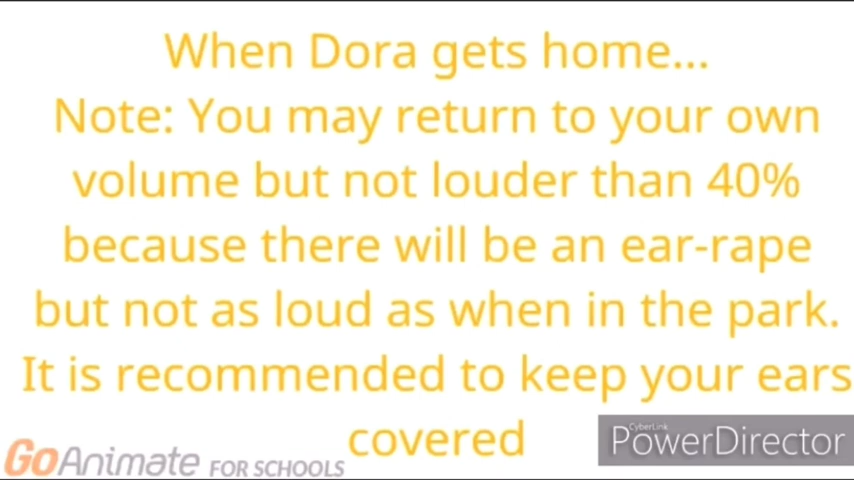 When Dora gets home...
Note: You may return to your own
volume but not louder than 40%
because there will be an ear-rape
but not as loud as when in the park.
It is recommended to keep your ears
covered
GoAnimate FOR SCHOOLS
CyberLink
PowerDirector